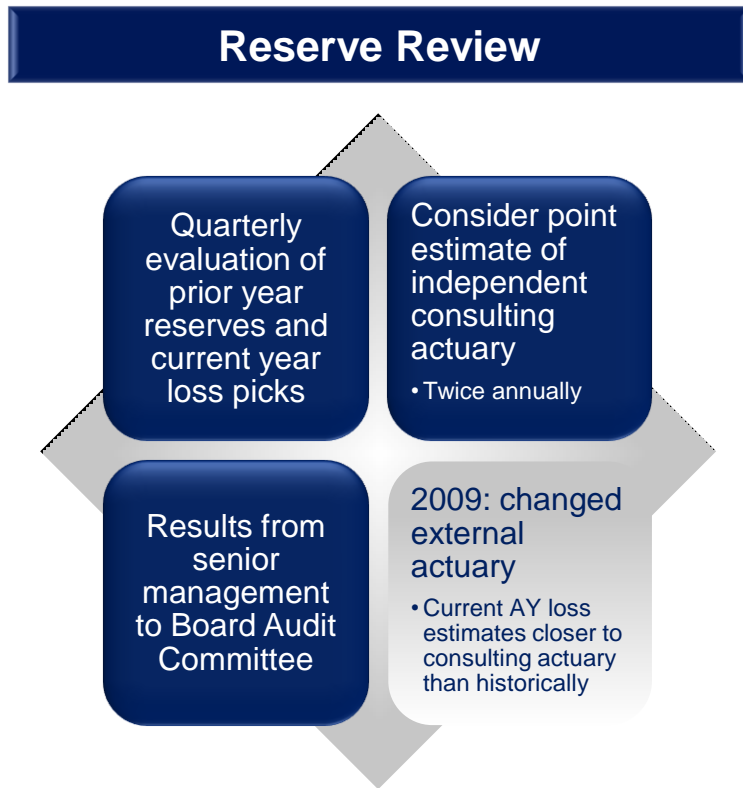 Reserve Review
Quarterly
evaluation of
prior year
reserves and
current year
loss picks
Consider point
estimate of
independent
consulting
actuary
• Twice annually
Results from
senior
management
to Board Audit
Committee
2009: changed
external
actuary
• Current AY loss
estimates closer to
consulting actuary
than historically